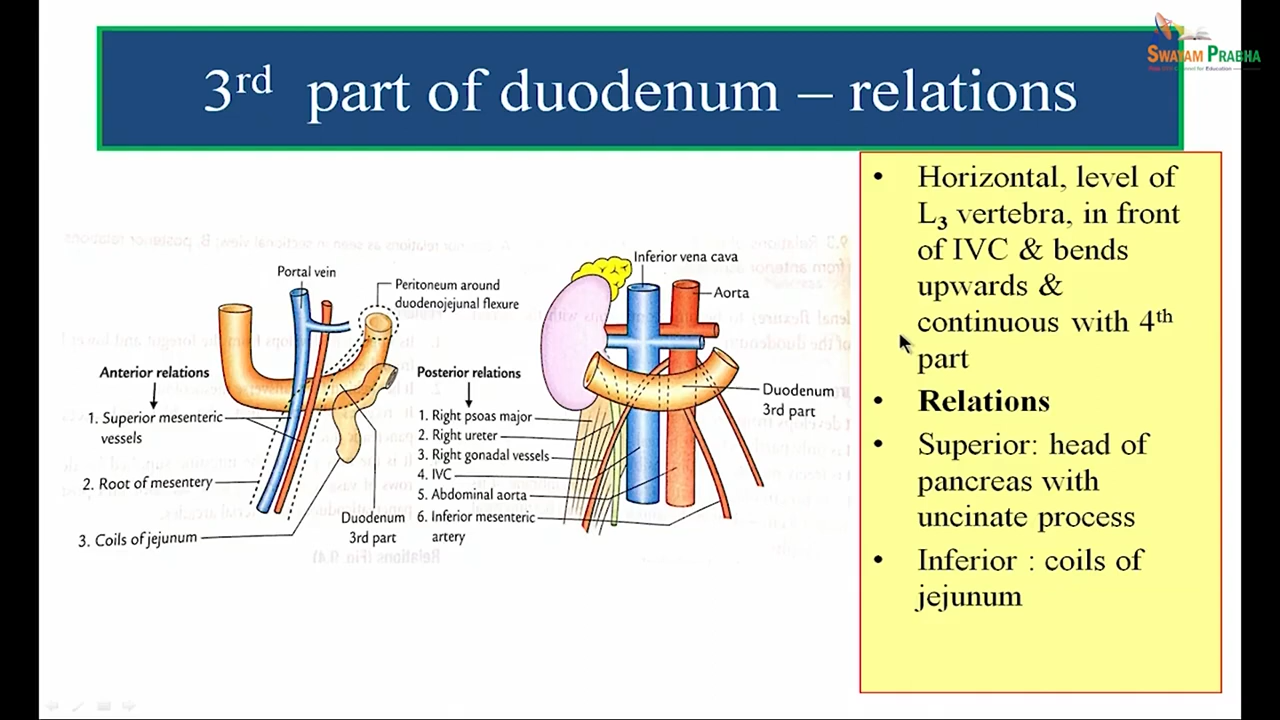 SWAYAM PRABHA
3rd part of duodenum – relations
Portal vein
Peritoneum around
duodenojejunal flexure
Anterior relations
1. Superior mesenteric
vessels
2. Root of mesentery
3. Coils of jejunum
Duodenum
3rd part
Inferior vena cava
Aorta
Posterior relations
1. Right psoas major
2. Right ureter
3. Right gonadal vessels
4. IVC
5. Abdominal aorta
6. Inferior mesenteric
artery
Duodenum
3rd part
• Horizontal, level of
L3 vertebra, in front
of IVC & bends
upwards &
continuous with 4th
part
• Relations
• Superior: head of
pancreas with
uncinate process
• Inferior : coils of
jejunum